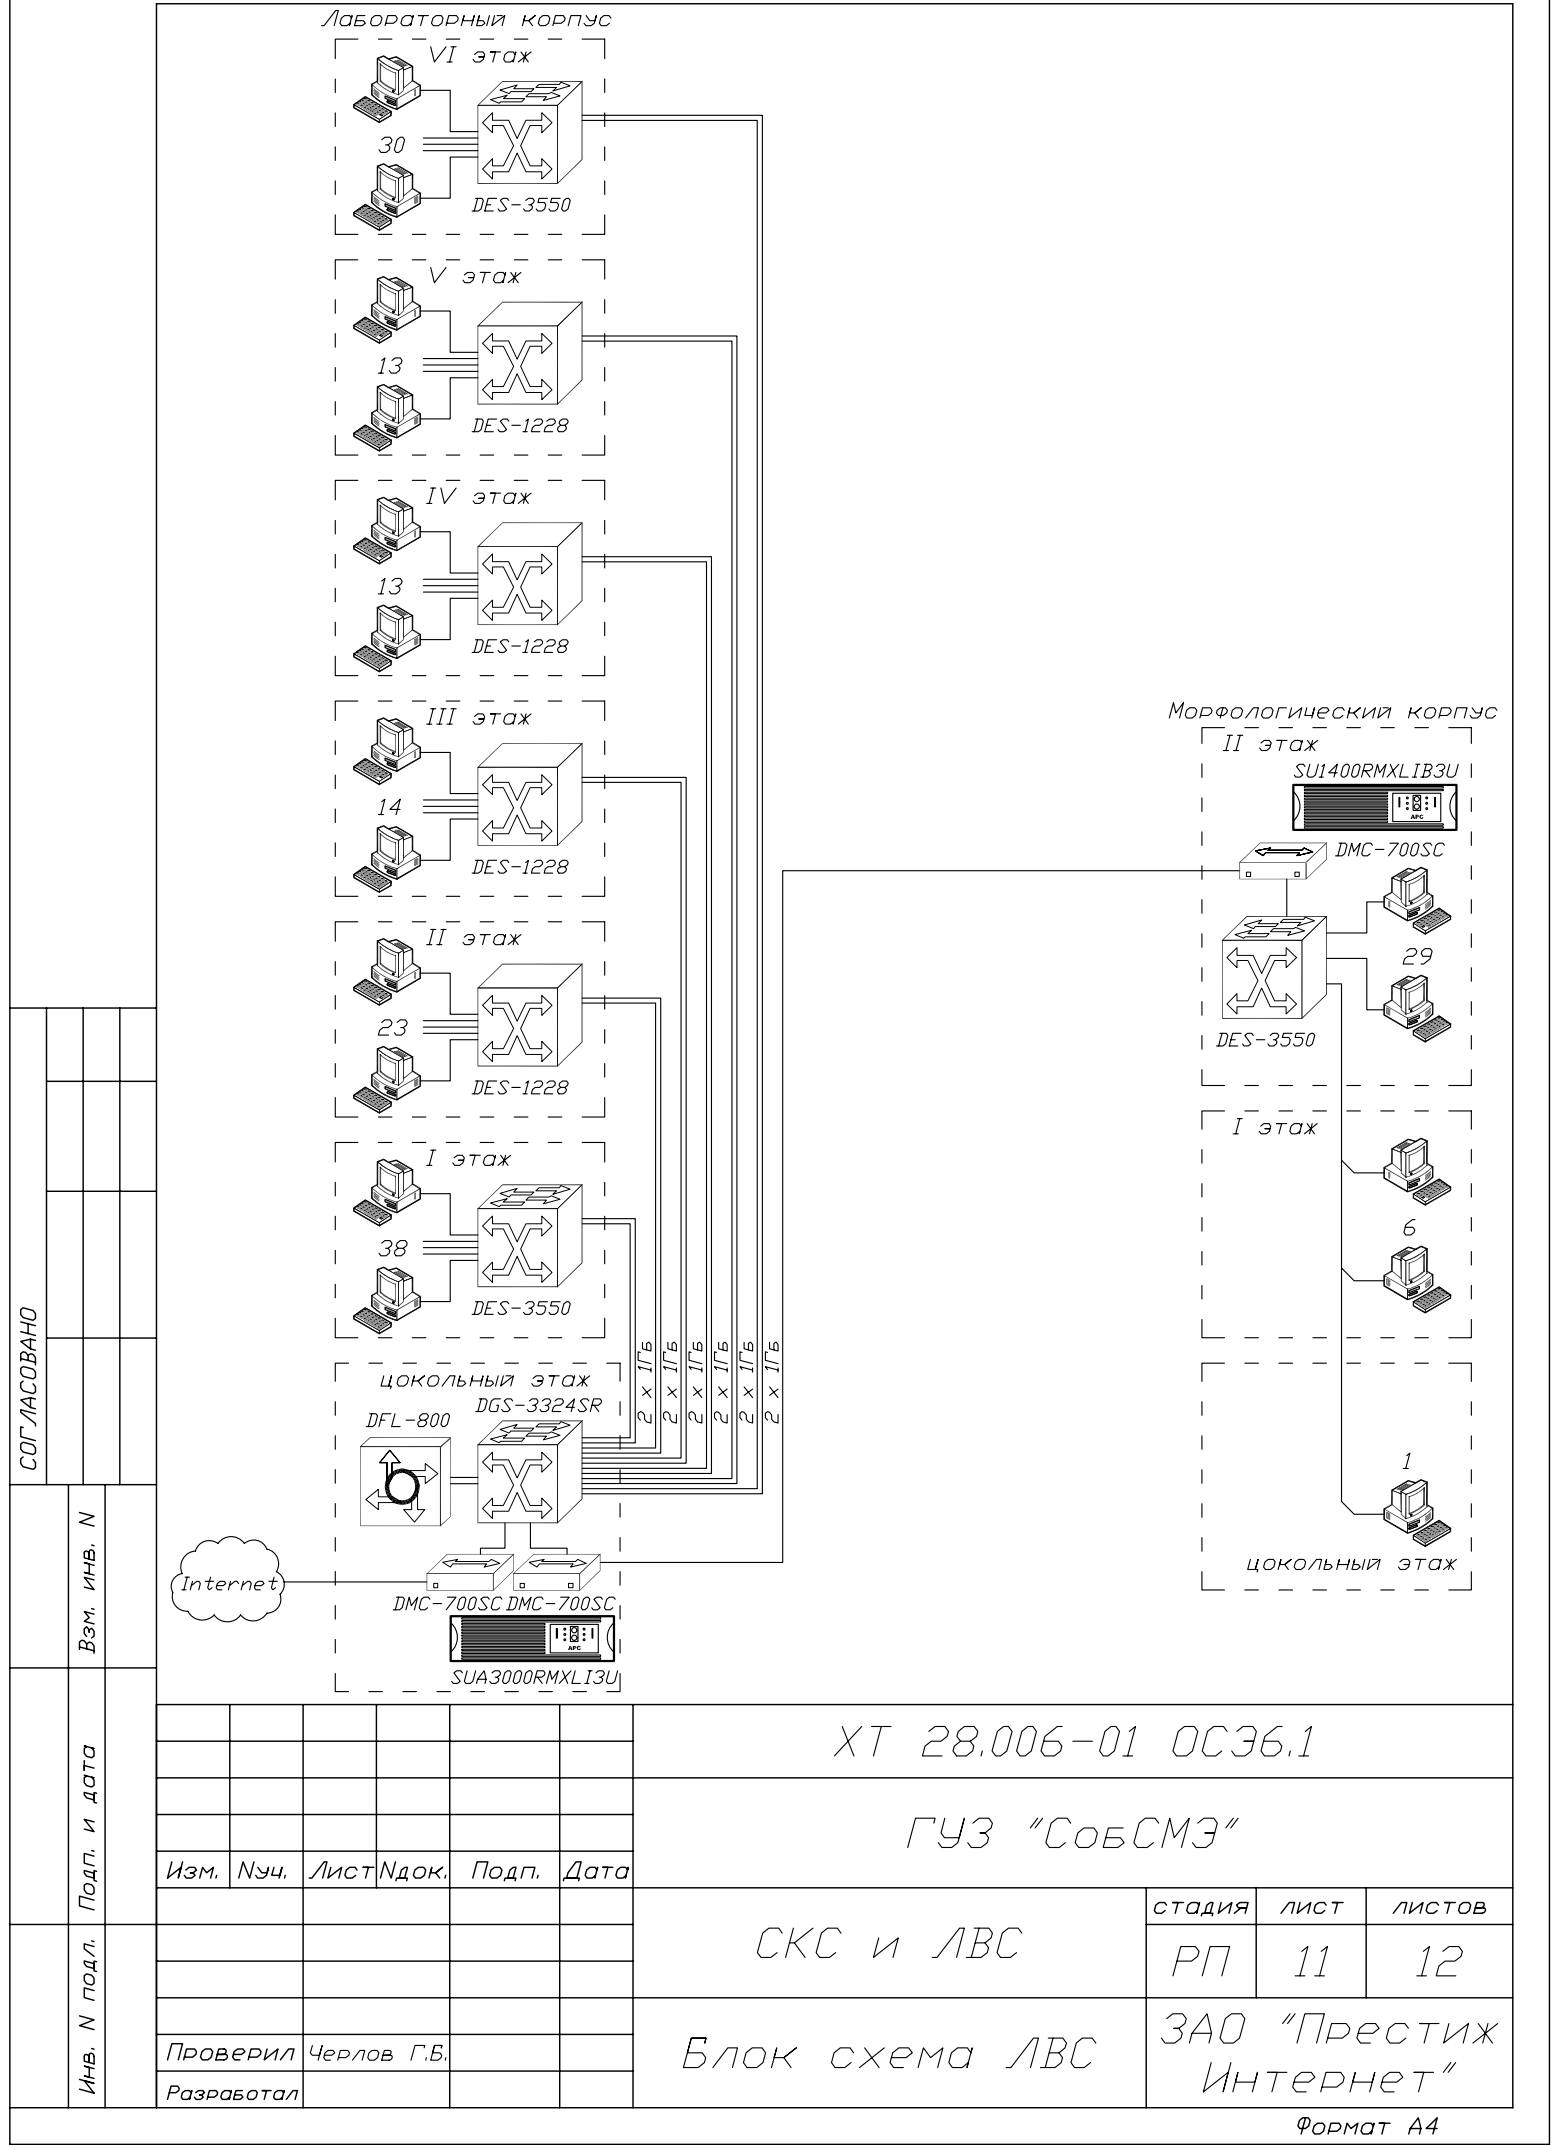 Лабораторный корпус
VI этаж
30
DES-3550
V этаж
13
DES-1228
IV этаж
13
DES-1228
III этаж
14
DES-1228
II этаж
23
DES-1228
I этаж
38
DES-3550
2 x 1Гб
2 x 1Гб
2 x 1Гб
2 x 1Гб
2 x 1Гб
2 x 1Гб
цокольный этаж
DGS-3324SR
DFL-800
Internet
DMC-700SC
DMC-700SC
APC
SUA3000RMXLI3U
Морфологический корпус
II этаж
SU1400RMXLIB3U
APC
DMC-700SC
29
DES-3550
I этаж
6
1
цокольный этаж
СОГЛАСОВАНО
Взм. инв. N
Подп. и дата
Инв. N подл.
ХТ 28.006-01 ОСЭ6.1
ГУЗ "СобСМЭ"
Изм. Nуч. Лист Nдок. Подп. Дата
СКС и ЛВС
стадия лист листов
РП 11 12
Блок схема ЛВС
ЗАО "Престиж
Интернет"
Проверил Черлов Г.Б.
Разработал
Формат А4